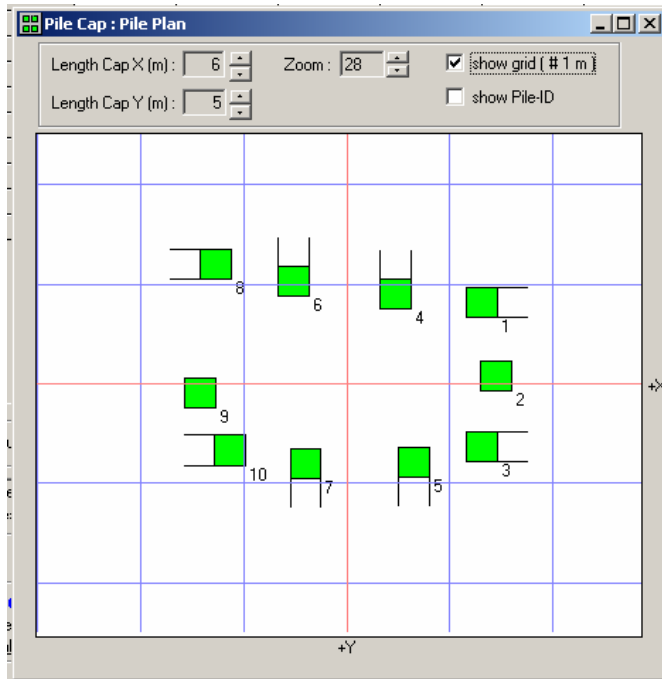 Pile Cap : Pile Plan
Length Cap X (m) : 6 Zoom : 28 show grid ( # 1 m )
Length Cap Y (m) : 5 show Pile-ID
8
6
4
1
2
+X
9
3
10
7
5
+Y